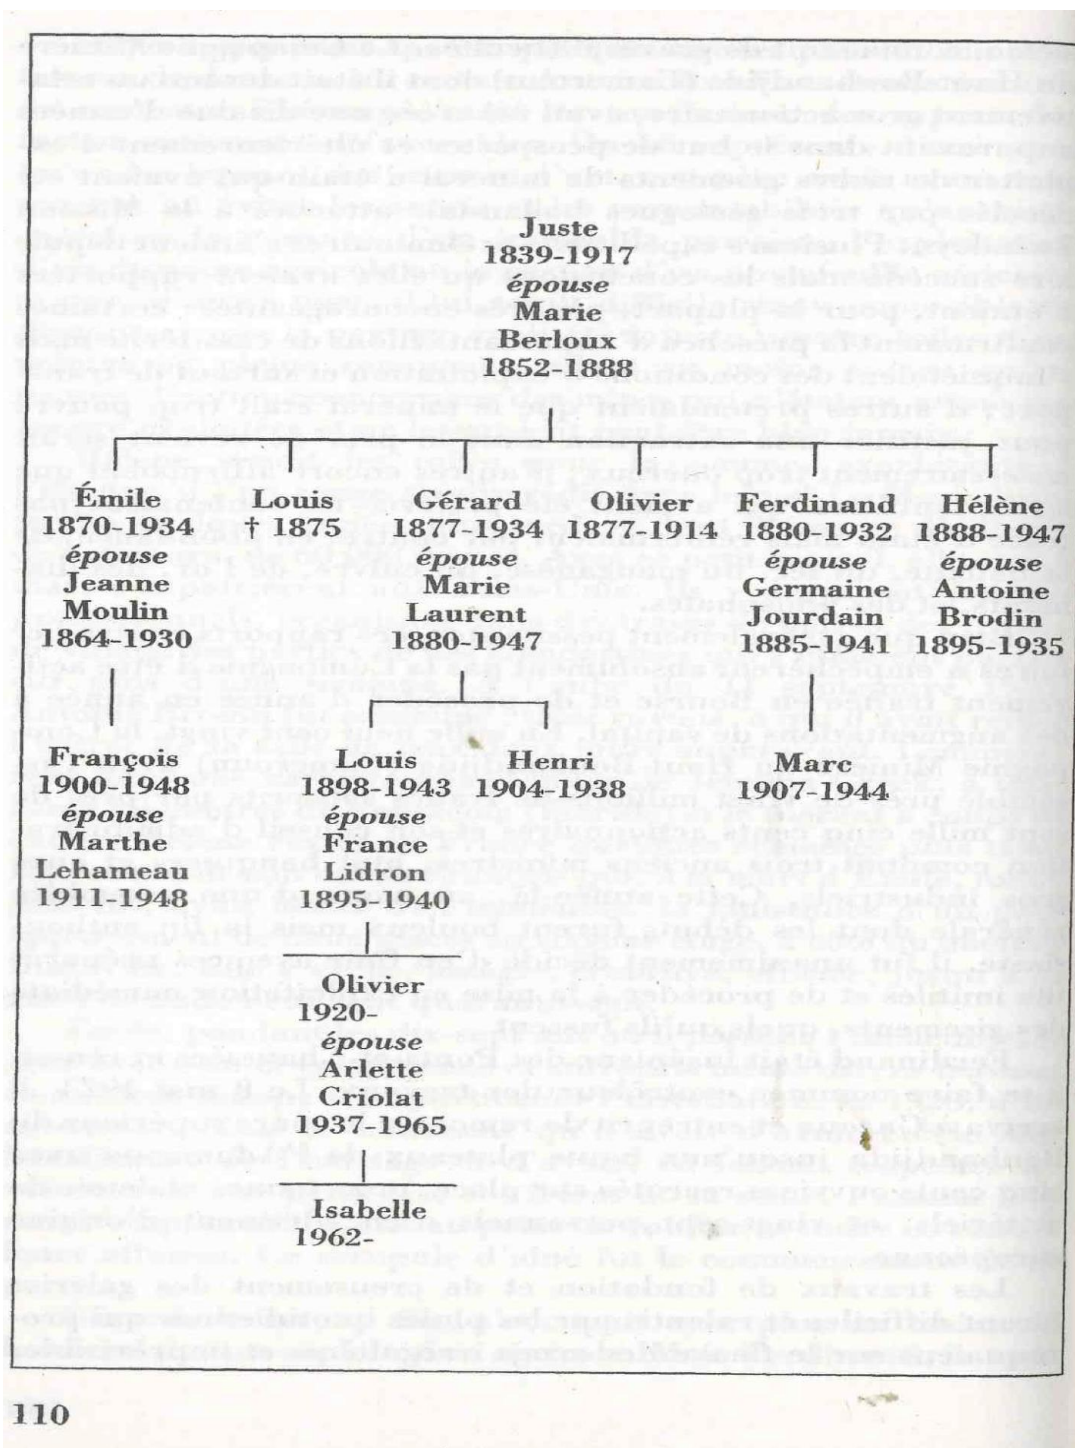 Juste
1839-1917
épouse
Marie
Berloux
1852-1888
Émile
1870-1934
épouse
Jeanne
Moulin
1864-1930
Louis
† 1875
Gérard
1877-1934
épouse
Marie
Laurent
1880-1947
Olivier
1877-1914
Ferdinand
1880-1932
épouse
Germaine
Jourdain
1885-1941
Hélène
1888-1947
épouse
Antoine
Brodin
1895-1935
François
1900-1948
épouse
Marthe
Lehameau
1911-1948
Louis
1898-1943
épouse
France
Lidron
1895-1940
Henri
1904-1938
Marc
1907-1944
Olivier
1920-
épouse
Arlette
Criolat
1937-1965
Isabelle
1962-
110